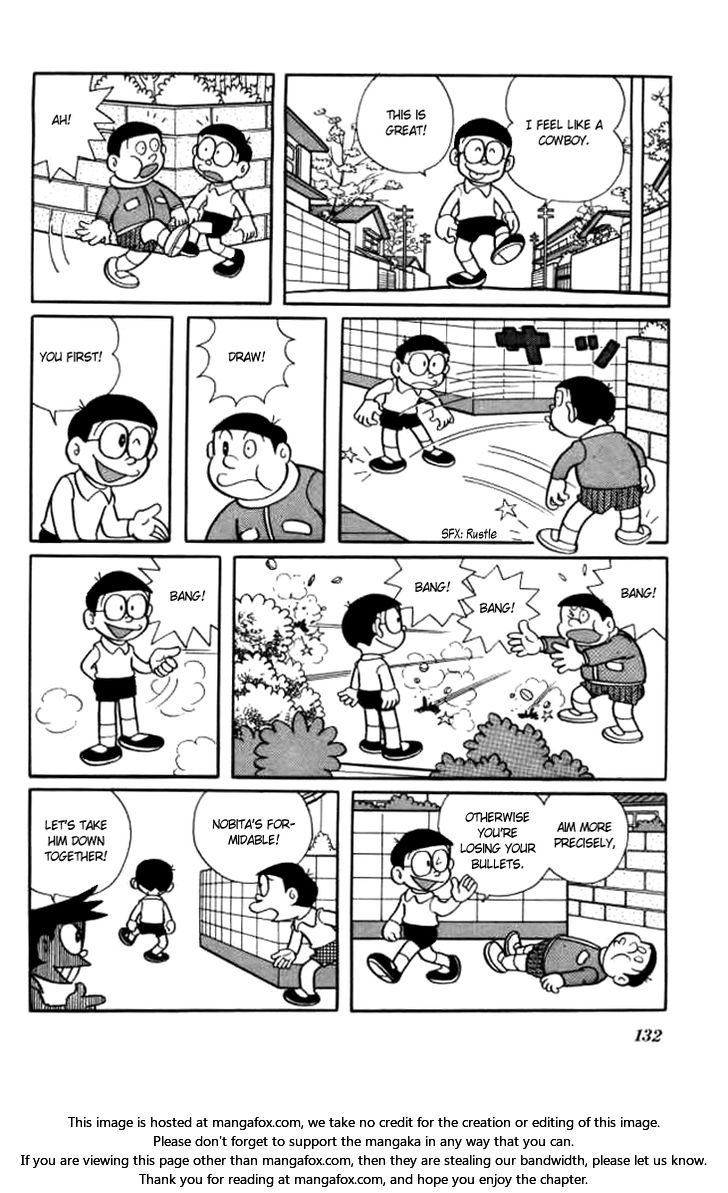 I FEEL LIKE A
COWBOY.
THIS IS
GREAT!
AH!
ザッ
SFX: Rustle
DRAW!
YOU FIRST!
BANG!
BANG!
BANG!
BANG!
AIM MORE
PRECISELY,
OTHERWISE
YOU'RE
LOSING YOUR
BULLETS.
NOBITA'S FOR-
MIDABLE!
LET'S TAKE
HIM DOWN
TOGETHER!
132
This image is hosted at mangafox.com, we take no credit for the creation or editing of this image.
Please don't forget to support the mangaka in any way that you can.
If you are viewing this page other than mangafox.com, then they are stealing our bandwidth, please let us know.
Thank you for reading at mangafox.com, and hope you enjoy the chapter.